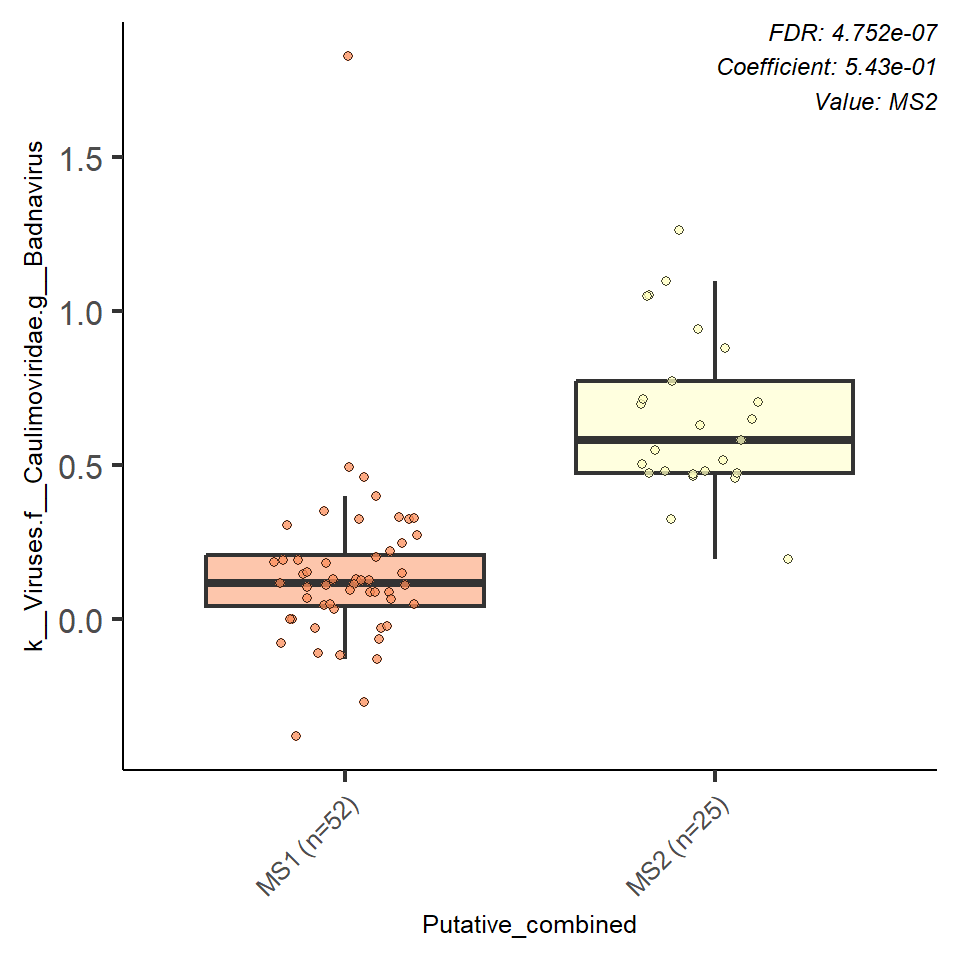 FDR: 4.752e-07
Coefficient: 5.43e-01
Value: MS2
k__Viruses.f__Caulimoviridae.g__Badnavirus
1.5
1.0
0.5
0.0
MS1 (n=52)
MS2 (n=25)
Putative_combined